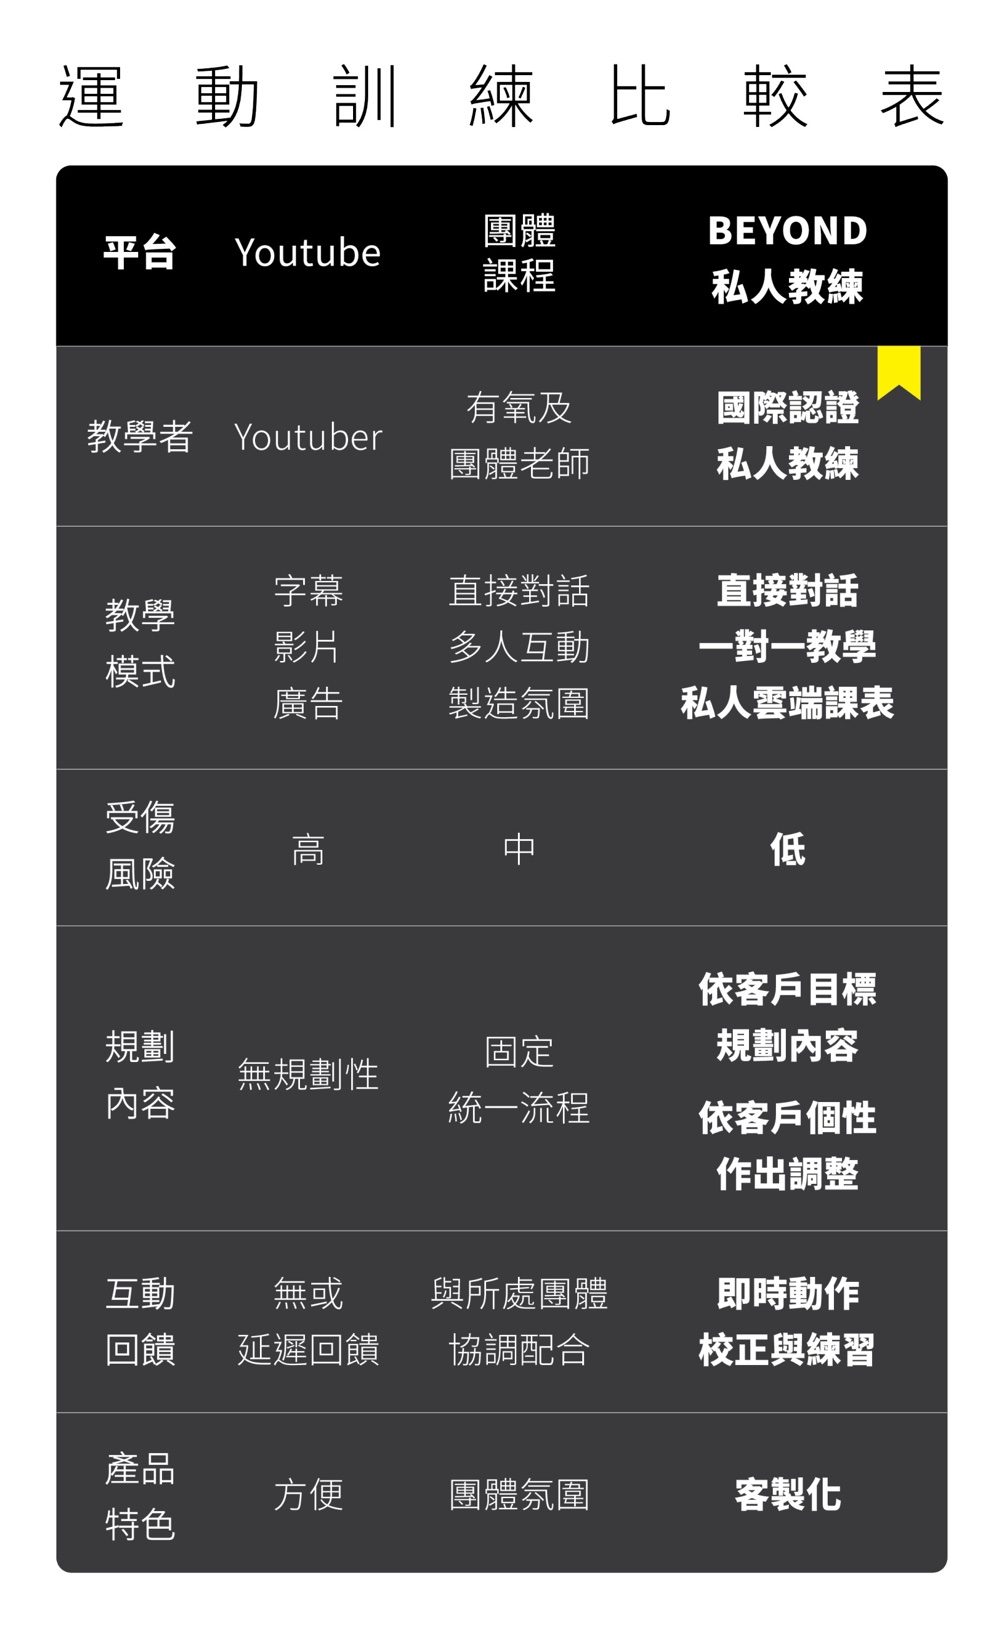 運動訓練比較表
平台
Youtube
團體
課程
BEYOND
私人教練
教學者
Youtuber
有氧及
團體老師
國際認證
私人教練
教學
模式
字幕
影片
廣告
直接對話
多人互動
製造氛圍
直接對話
一對一教學
私人雲端課表
受傷
風險
高
中
低
規劃
內容
無規劃性
固定
統一流程
依客戶目標
規劃內容
依客戶個性
作出調整
互動
回饋
無或
延遲回饋
與所處團體
協調配合
即時動作
校正與練習
產品
特色
方便
團體氛圍
客製化